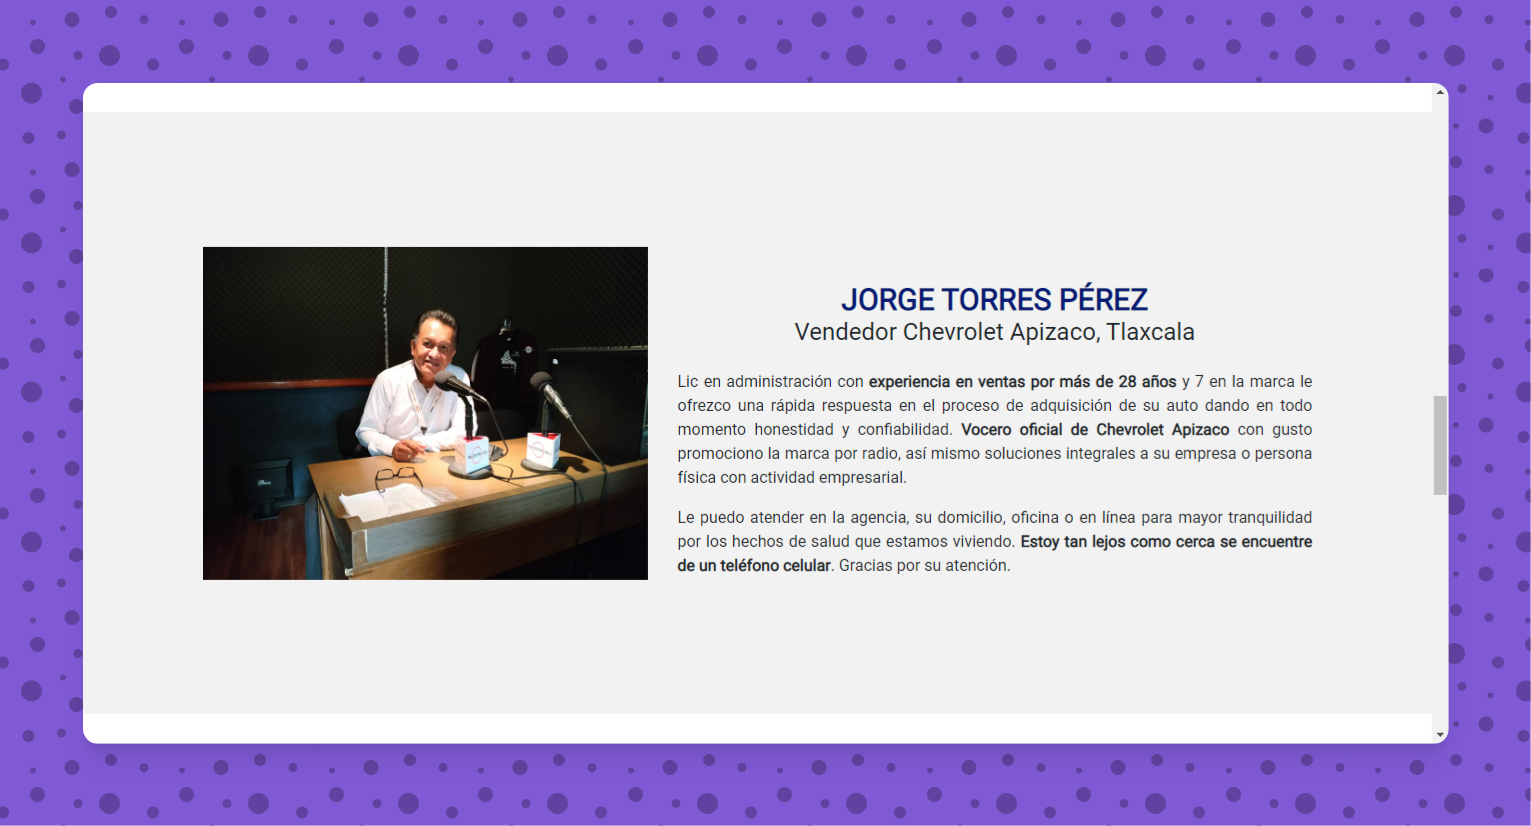 JORGE TORRES PÉREZ
Vendedor Chevrolet Apizaco, Tlaxcala
Lic en administración con experiencia en ventas por más de 28 años y 7 en la marca le
ofrezco una rápida respuesta en el proceso de adquisición de su auto dando en todo
momento honestidad y confiabilidad. Vocero oficial de Chevrolet Apizaco con gusto
promociono la marca por radio, así mismo soluciones integrales a su empresa o persona
física con actividad empresarial.
Le puedo atender en la agencia, su domicilio, oficina o en línea para mayor tranquilidad
por los hechos de salud que estamos viviendo. Estoy tan lejos como cerca se encuentre
de un teléfono celular. Gracias por su atención.